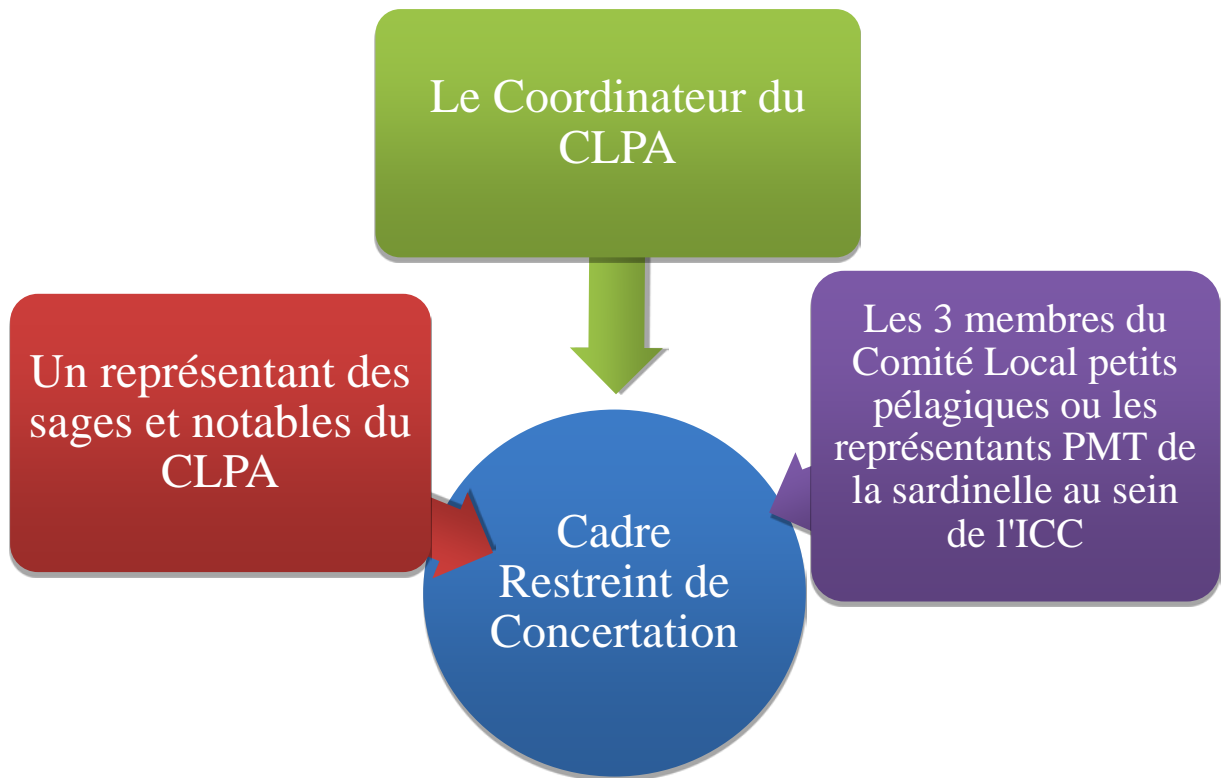 Le Coordinateur du
CLPA
Un représentant des
sages et notables du
CLPA
Les 3 membres du
Comité Local petits
pélagiques ou les
représentants PMT de
la sardinelle au sein
de l'ICC
Cadre
Restreint de
Concertation